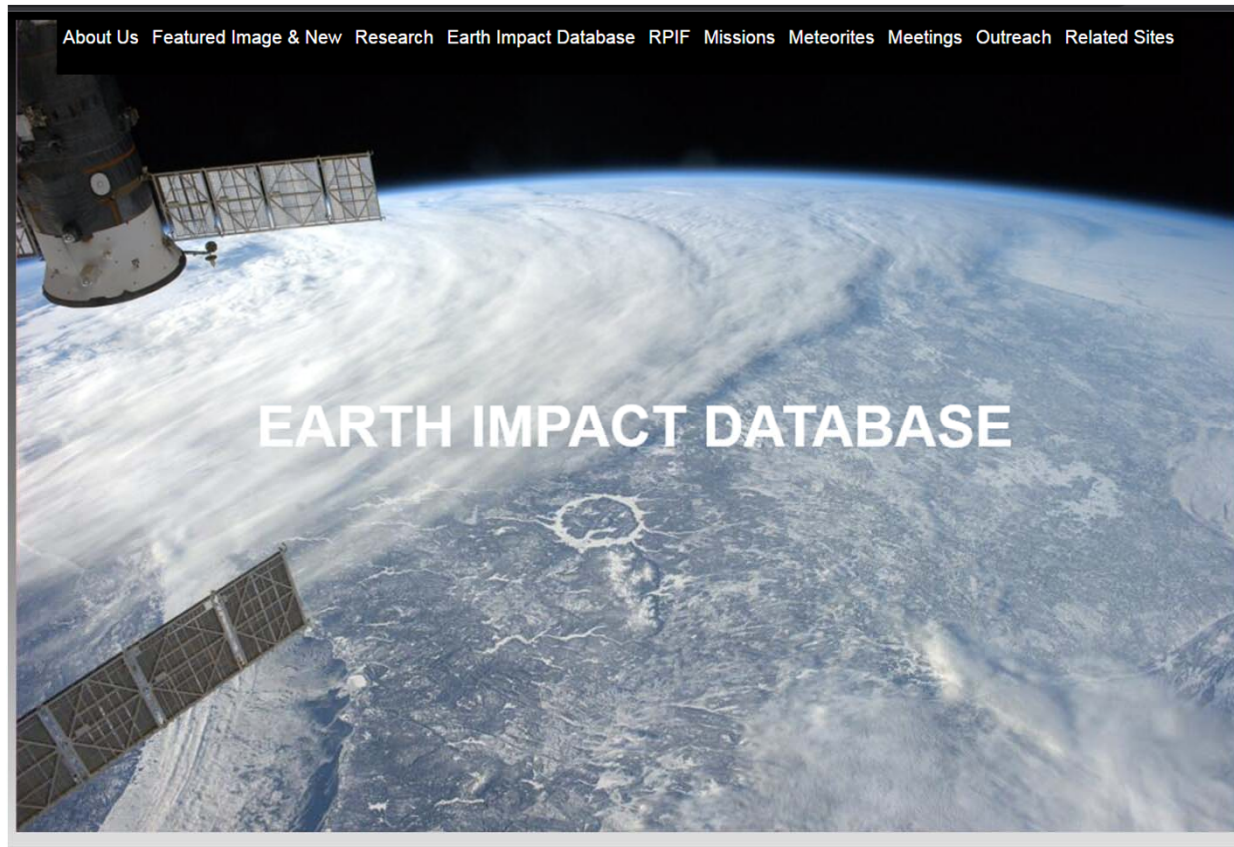 About Us Featured Image & New Research Earth Impact Database RPIF Missions Meteorites Meetings Outreach Related Sites
EARTH IMPACT DATABASE